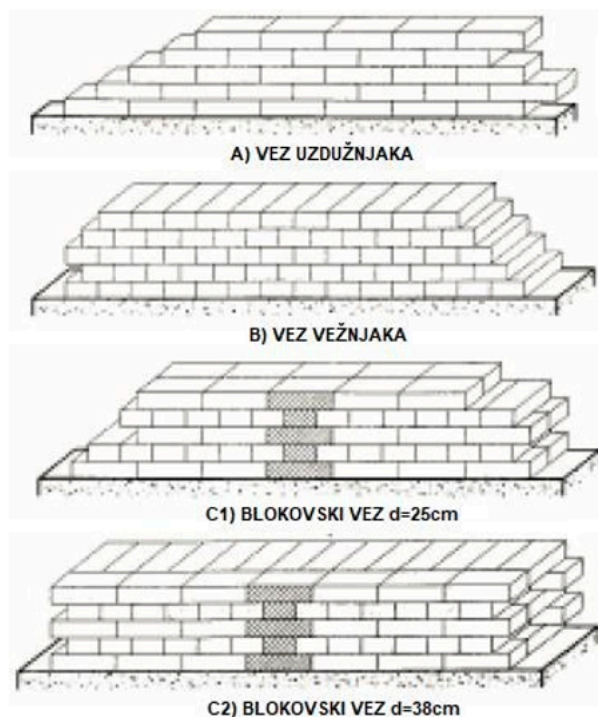 A) VEZ UZDUŽNJAKA
B) VEZ VEŽNJAKA
C1) BLOKOVSKI VEZ d=25cm
C2) BLOKOVSKI VEZ d=38cm